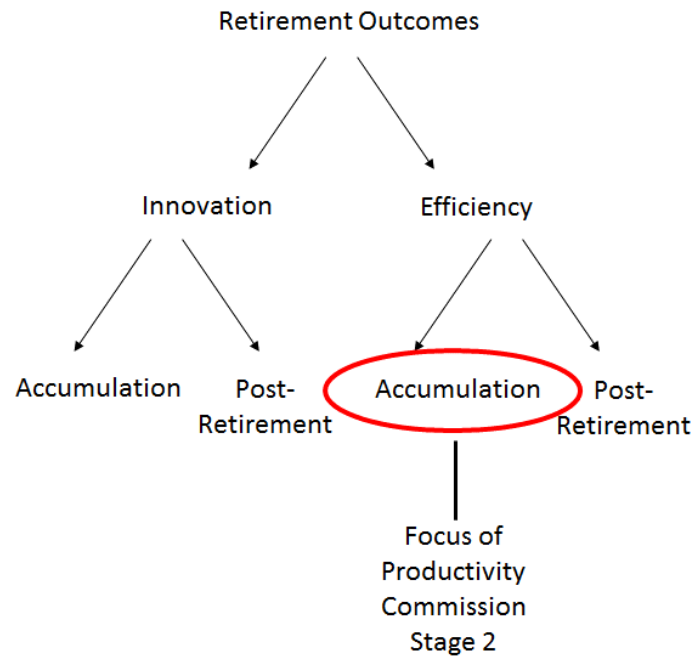 Retirement Outcomes
Innovation
Efficiency
Accumulation
Post-
Retirement
Accumulation
Post-
Retirement
Focus of
Productivity
Commission
Stage 2